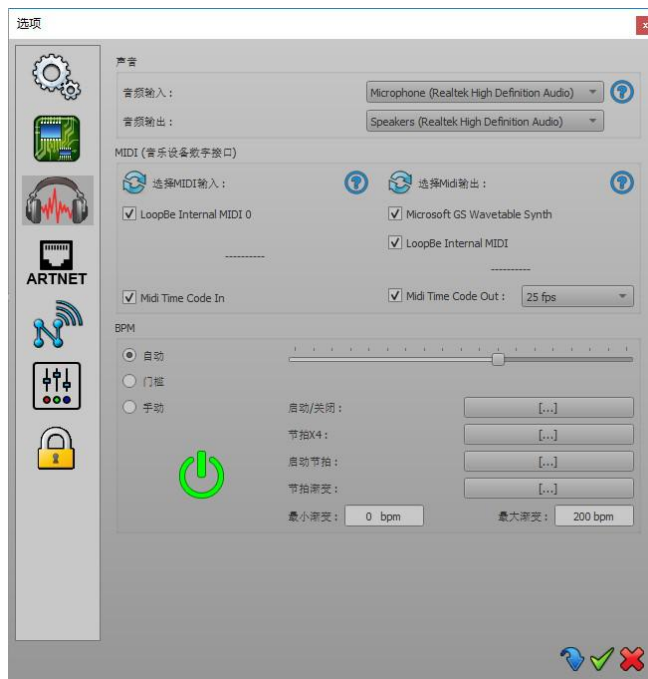 选项
x
声音
音频输入：
Microphone (Realtek High Definition Audio)
?
音频输出：
Speakers (Realtek High Definition Audio)
MIDI (音乐设备数字接口)
选择MIDI输入：
?
选择Midi输出：
?
LoopBe Internal MIDI 0
Microsoft GS Wavetable Synth
LoopBe Internal MIDI
----------
----------
Midi Time Code In
Midi Time Code Out :
25 fps
ARTNET
BPM
自动
门槛
手动
启动/关闭：
[...]
节拍X4：
[...]
启动节拍：
[...]
节拍渐变：
[...]
最小渐变：
0 bpm
最大渐变：
200 bpm